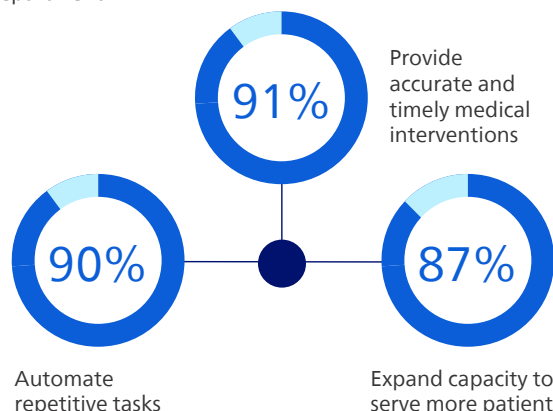 91%
Provide
accurate and
timely medical
interventions
90%
87%
Automate
repetitive tasks
Expand capacity to
serve more patient